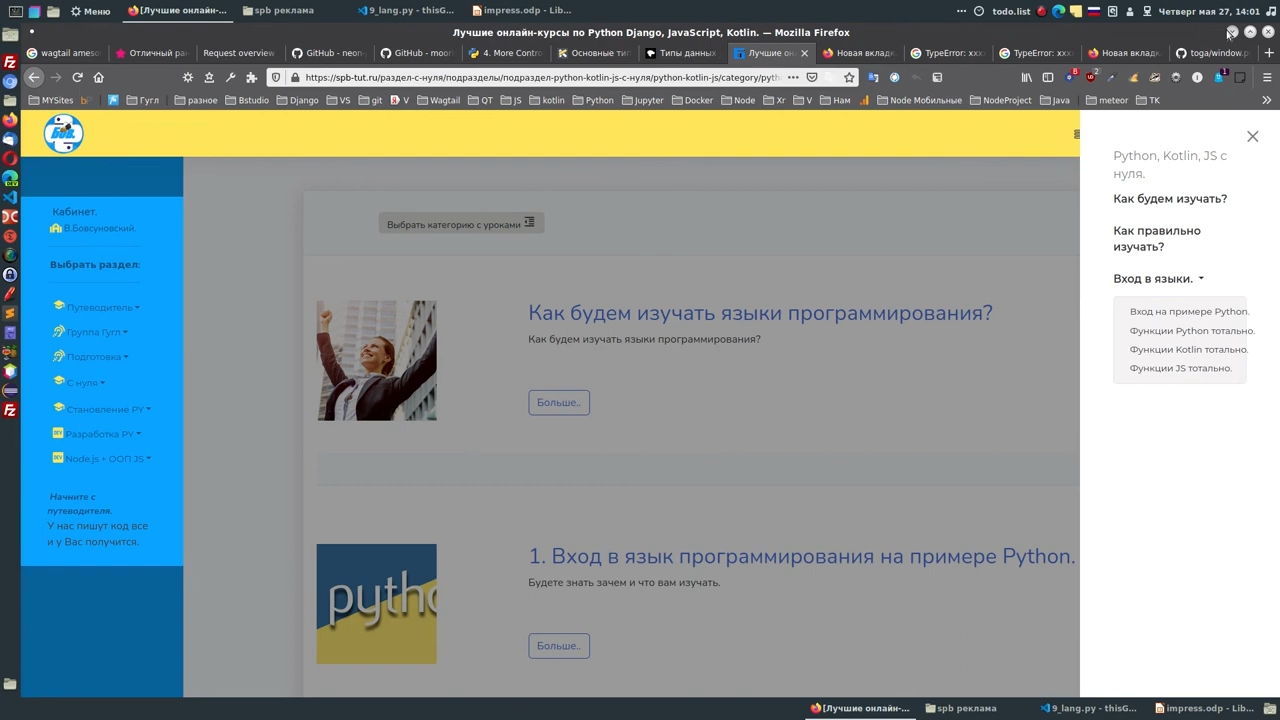 Меню
[Лучшие онлайн-...
spb реклама
9_lang.py - thisG...
impress.odp - Lib...
todo.list
Четверг мая 27, 14:01
[Лучшие онлайн-курсы по Python Django, JavaScript, Kotlin. — Mozilla Firefox
wagtail ameso
Отличный рай
Request overview
GitHub - neon-
GitHub - moon
4. More Contro
Основные тип
Типы данных
Лучшие он
Новая вкладк
TypeError: xxx
TypeError: xxx
Новая вкладк
toga/window.p
https://spb-tut.ru/раздел-с-нуля/подразделы/подраздел-python-kotlin-js-с-нуля/python-kotlin-js/category/pyth
MYSites
Гугл
разное
Bstudio
Django
VS
git
V
Wagtail
QT
JS
kotlin
Python
Jupyter
Docker
Node
Xr
V
Нам
Node Мобильные
NodeProject
Java
meteor
ТК
Бов.
Кабинет.
В.Бовсуновский.
Выбрать раздел:
Путеводитель
Группа Гугл
Подготовка
С нуля
Становление PY
Разработка PY
Node.js + ООП JS
Начните с
путеводителя.
У нас пишут код все
и у Вас получится.
Выбрать категорию с уроками
Как будем изучать языки программирования?
Как будем изучать языки программирования?
Больше..
pytho
1. Вход в язык программирования на примере Python.
Будете знать зачем и что вам изучать.
Больше..
Python, Kotlin, JS с
нуля.
Как будем изучать?
Как правильно
изучать?
Вход в языки.
Вход на примере Python.
Функции Python тотально.
Функции Kotlin тотально.
Функции JS тотально.
[Лучшие онлайн-...
spb реклама
9_lang.py - thisG...
impress.odp - Lib...